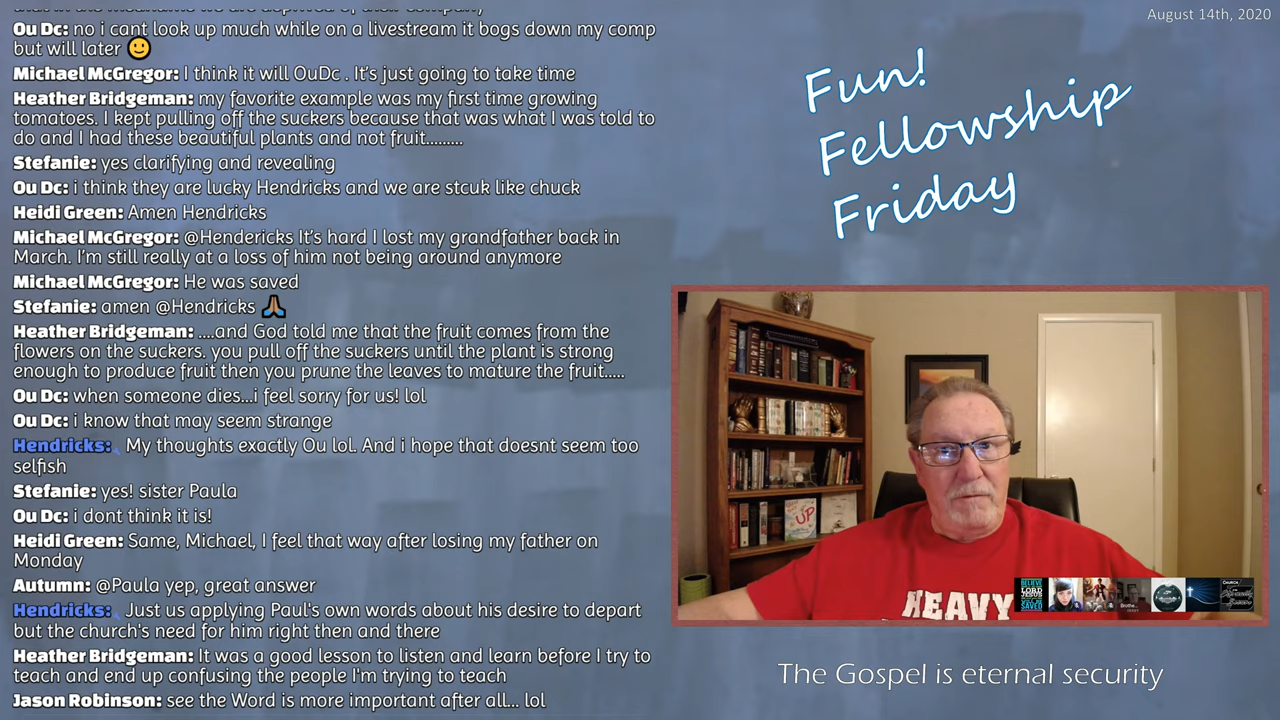 Ou Dc: no i cant look up much while on a livestream it bogs down my comp
but will later 🙂
Michael McGregor: I think it will OuDc . It's just going to take time
Heather Bridgeman: my favorite example was my first time growing
tomatoes. I kept pulling off the suckers because that was what I was told to
do and I had these beautiful plants and not fruit.........
Stefanie: yes clarifying and revealing
Ou Dc: i think they are lucky Hendricks and we are stcuk like chuck
Heidi Green: Amen Hendricks
Michael McGregor: @Hendericks It's hard I lost my grandfather back in
March. I'm still really at a loss of him not being around anymore
Michael McGregor: He was saved
Stefanie: amen @Hendricks 🙏🏽
Heather Bridgeman: ....and God told me that the fruit comes from the
flowers on the suckers. you pull off the suckers until the plant is strong
enough to produce fruit then you prune the leaves to mature the fruit.....
Ou Dc: when someone dies...i feel sorry for us! lol
Ou Dc: i know that may seem strange
Hendricks: My thoughts exactly Ou lol. And i hope that doesnt seem too
selfish
Stefanie: yes! sister Paula
Ou Dc: i dont think it is!
Heidi Green: Same, Michael, I feel that way after losing my father on
Monday
Autumn: @Paula yep, great answer
Hendricks: Just us applying Paul's own words about his desire to depart
but the church's need for him right then and there
Heather Bridgeman: It was a good lesson to listen and learn before I try to
teach and end up confusing the people I'm trying to teach
Jason Robinson: see the Word is more important after all... lol
August 14th, 2020
Fun!
Fellowship
Friday
UP
HEAVY
BELIEVE
LORD JESUS
SAVED
CHURCH
The Gospel is eternal security